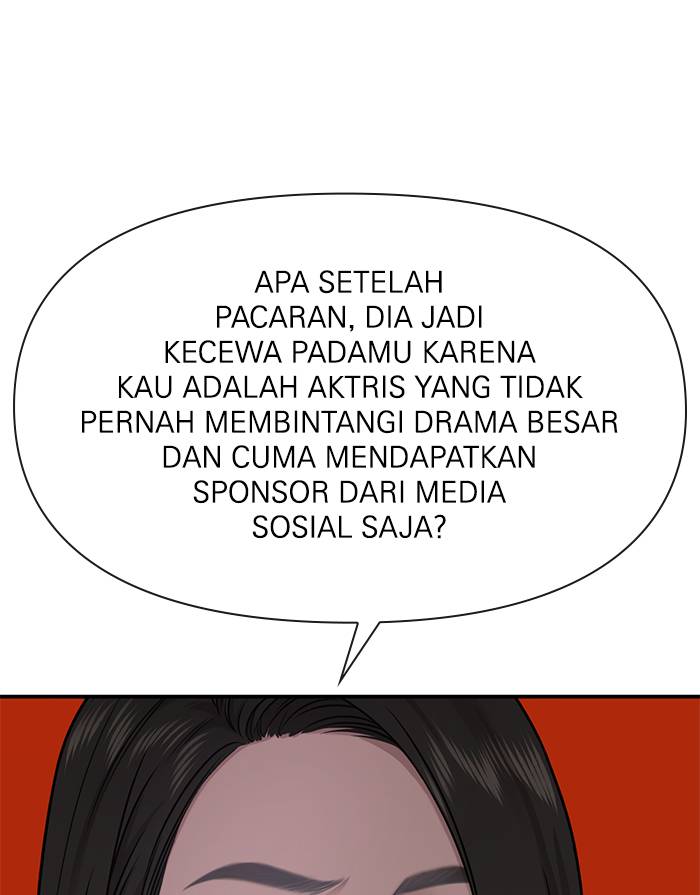 APA SETELAH
PACARAN, DIA JADI
KECEWA PADAMU KARENA
KAU ADALAH AKTRIS YANG TIDAK
PERNAH MEMBINTANGI DRAMA BESAR
DAN CUMA MENDAPATKAN
SPONSOR DARI MEDIA
SOSIAL SAJA?